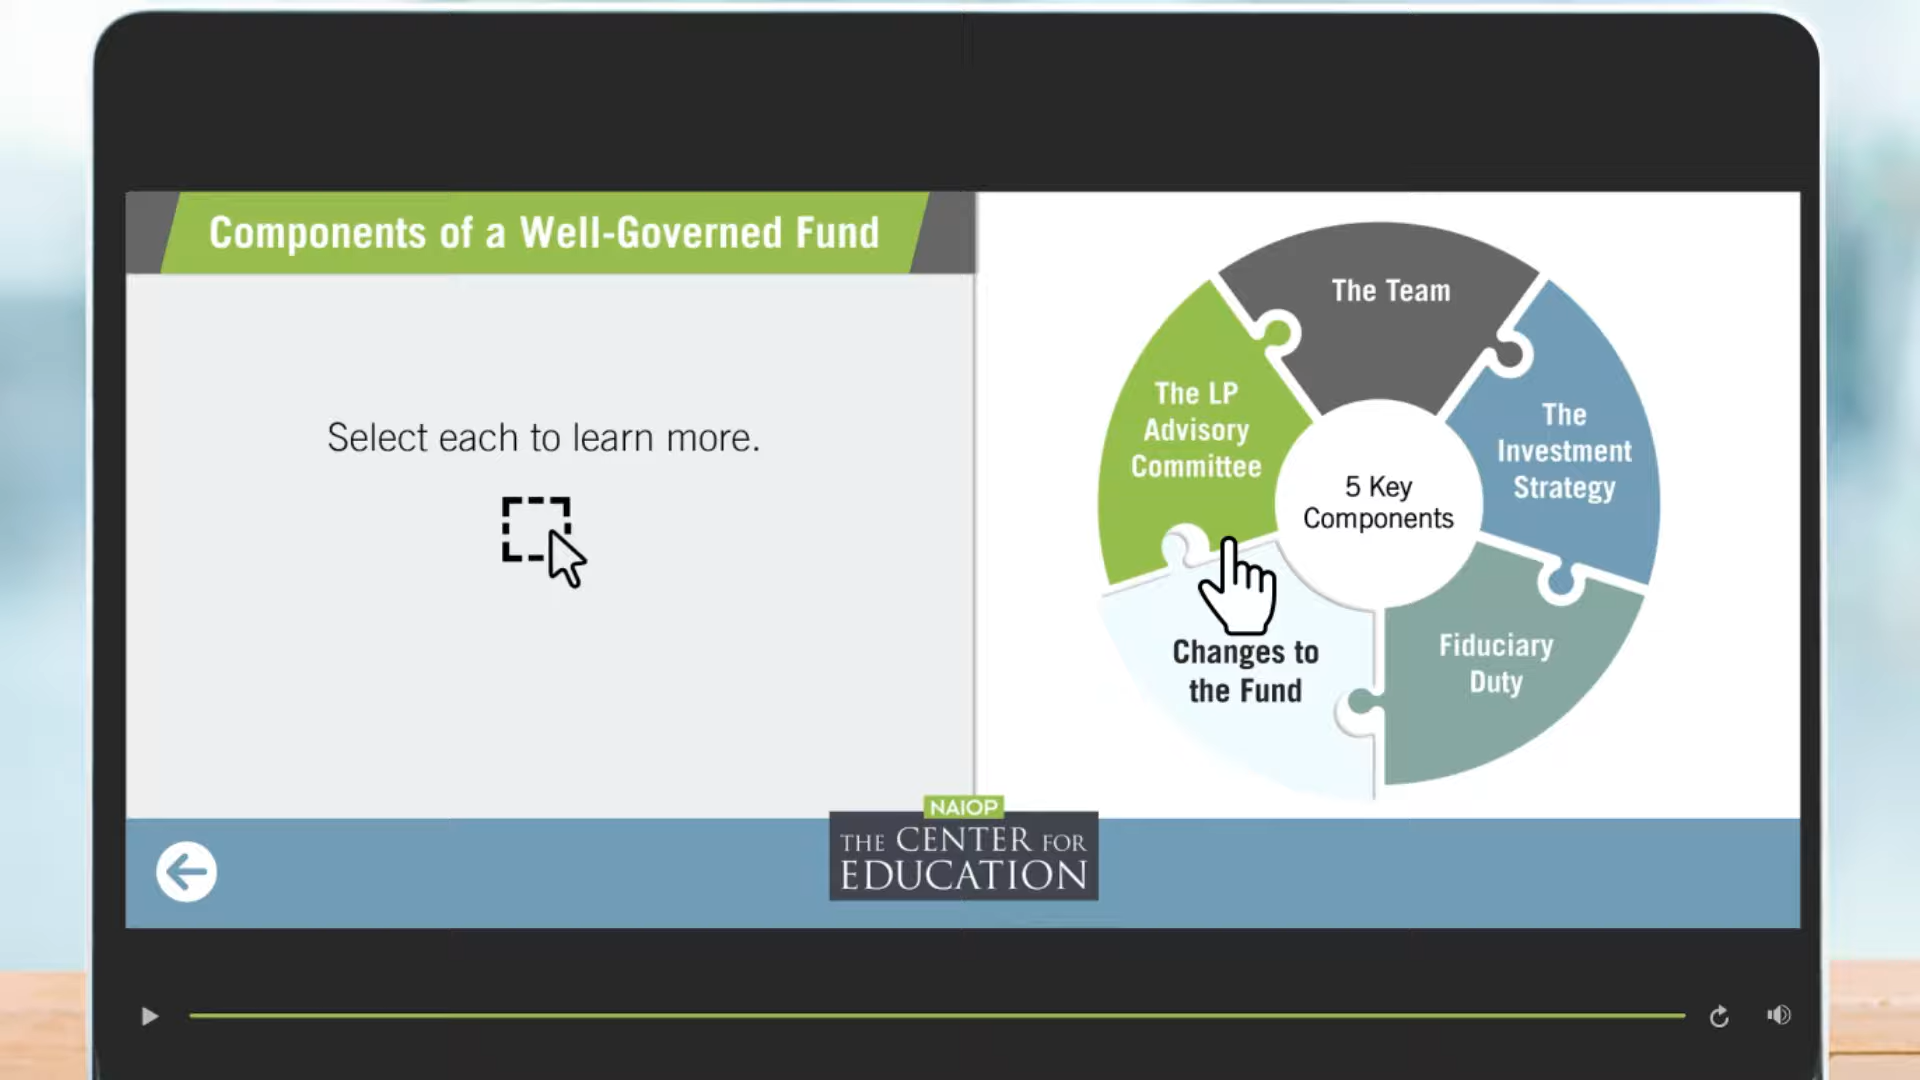 Components of a Well-Governed Fund
Select each to learn more.
The Team
The LP
Advisory
Committee
The
Investment
Strategy
5 Key
Components
Changes to
the Fund
Fiduciary
Duty
NAIOP
THE CENTER FOR
EDUCATION